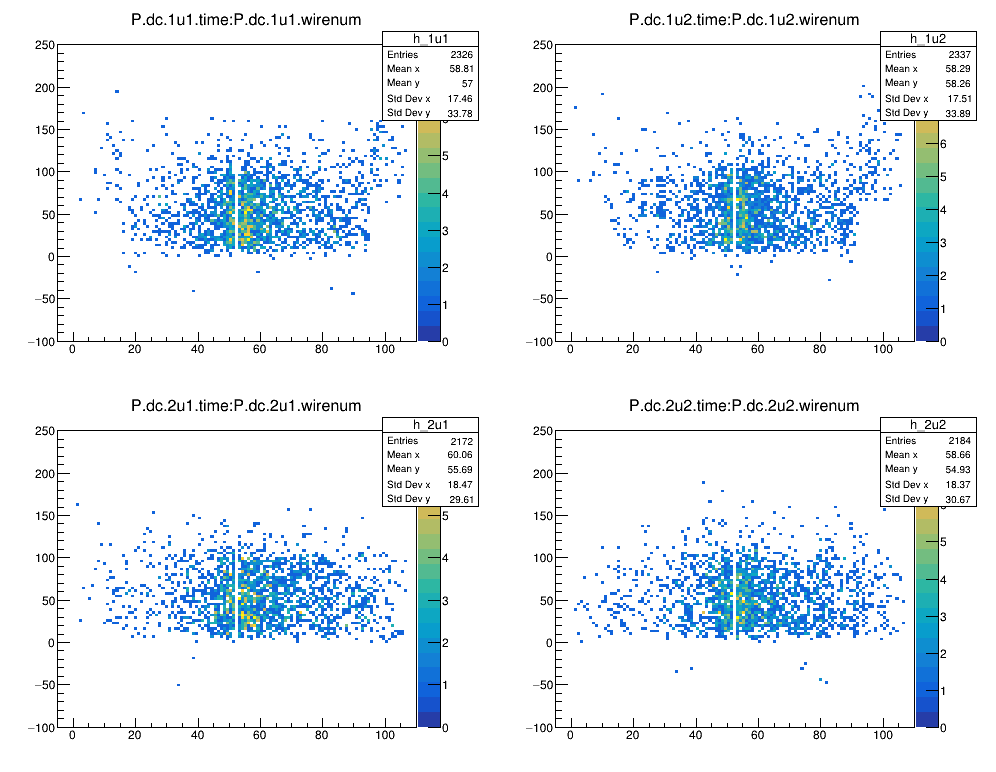 P.dc.1u1.time:P.dc.1u1.wirenum
h_1u1
Entries 2326
Mean x 58.81
Mean y 57
Std Dev x 17.46
Std Dev y 33.78
250
200
150
100
50
0
−50
−100
0 20 40 60 80 100
5
4
3
2
1
0
P.dc.1u2.time:P.dc.1u2.wirenum
h_1u2
Entries 2337
Mean x 58.29
Mean y 58.26
Std Dev x 17.51
Std Dev y 33.89
250
200
150
100
50
0
−50
−100
0 20 40 60 80 100
6
5
4
3
2
1
0
P.dc.2u1.time:P.dc.2u1.wirenum
h_2u1
Entries 2172
Mean x 60.06
Mean y 55.69
Std Dev x 18.47
Std Dev y 29.61
250
200
150
100
50
0
−50
−100
0 20 40 60 80 100
5
4
3
2
1
0
P.dc.2u2.time:P.dc.2u2.wirenum
h_2u2
Entries 2184
Mean x 58.66
Mean y 54.93
Std Dev x 18.37
Std Dev y 30.67
250
200
150
100
50
0
−50
−100
0 20 40 60 80 100
5
4
3
2
1
0